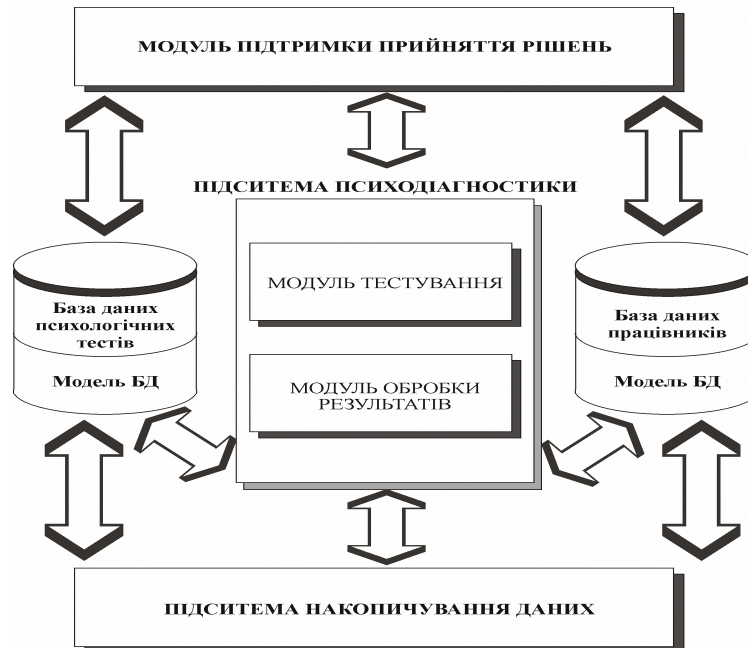 МОДУЛЬ ПІДТРИМКИ ПРИЙНЯТТЯ РІШЕНЬ
ПІДСИТЕМА ПСИХОДІАГНОСТИКИ
МОДУЛЬ ТЕСТУВАННЯ
База даних
психологічних
тестів
Модель БД
МОДУЛЬ ОБРОБКИ
РЕЗУЛЬТАТІВ
База даних
працівників
Модель БД
ПІДСИТЕМА НАКОПИЧУВАННЯ ДАНИХ